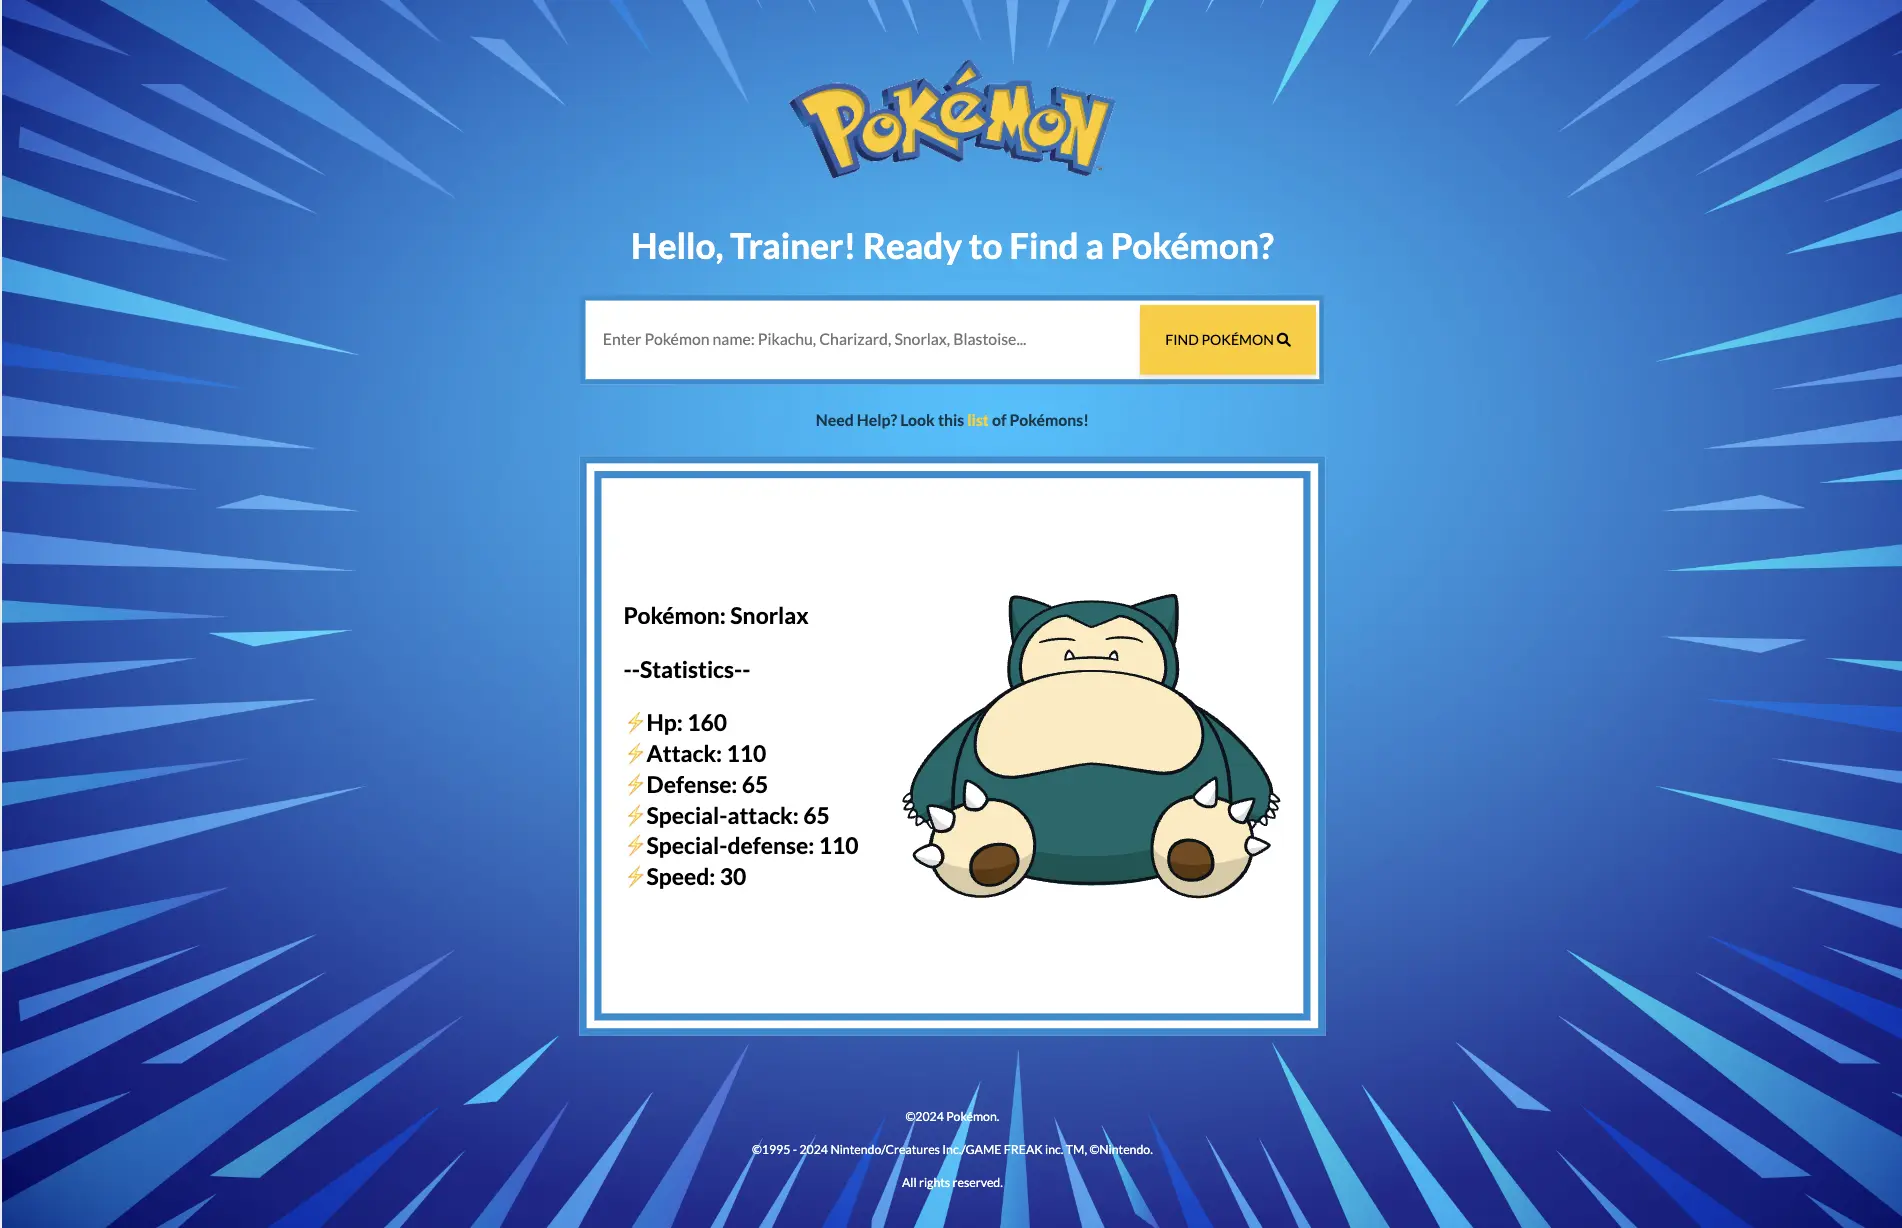 Pokémon
Hello, Trainer! Ready to Find a Pokémon?
Enter Pokémon name: Pikachu, Charizard, Snorlax, Blastoise...
FIND POKÉMON
Need Help? Look this list of Pokémons!
Pokémon: Snorlax
--Statistics--
⚡Hp: 160
⚡Attack: 110
⚡Defense: 65
⚡Special-attack: 65
⚡Special-defense: 110
⚡Speed: 30
©2024 Pokémon.
©1995 - 2024 Nintendo/Creatures Inc./GAME FREAK inc. TM, ©Nintendo.
All rights reserved.